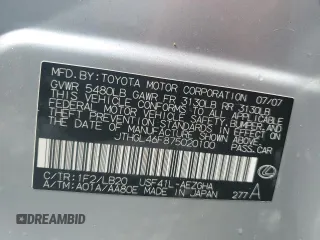 MFD. BY: TOYOTA MOTOR CORPORATION 07/07
GVWR 5480LB GAWR FR 3130LB RR 3130LB
THIS VEHICLE CONFORMS TO ALL APPLICABLE
FEDERAL MOTOR VEHICLE SAFETY, BUMPER, AND
THEFT PREVENTION STANDARDS IN EFFECT ON
THE DATE OF MANUFACTURE SHOWN ABOVE.
JTHGL46F875020100 PASS.CAR
C/TR:1F2/LB20 USF41L-AEZGHA
A/TM:A01A/AA80E MADE IN JAPAN 277A